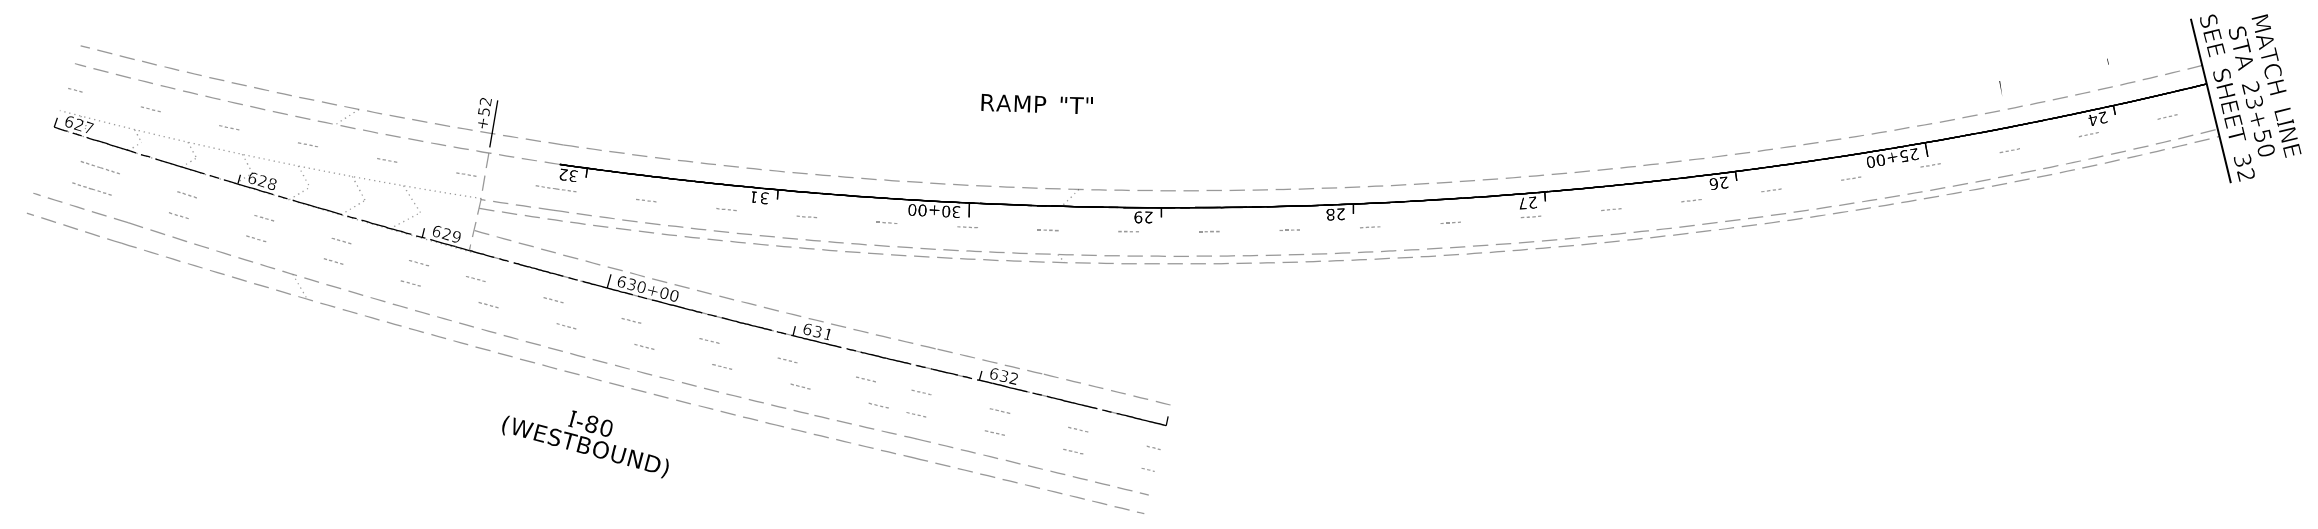 MATCH LINE
STA 23+50
SEE SHEET 32
RAMP "T"
+52
627
628
629
630+00
631
632
32
31
30+00
29
28
27
26
25+00
24
I-80
(WESTBOUND)